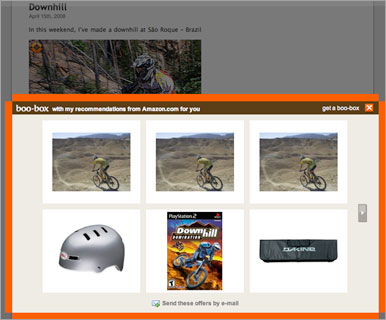 Downhill
April 10th, 2008
In this weekend, I've made a downhill at São Roque – Brazil
boo-box with my recommendations from Amazon.com for you
get a boo-box
PlayStation 2
Downhill
DOMINATION
DAKINE
Send these offers by e-mail